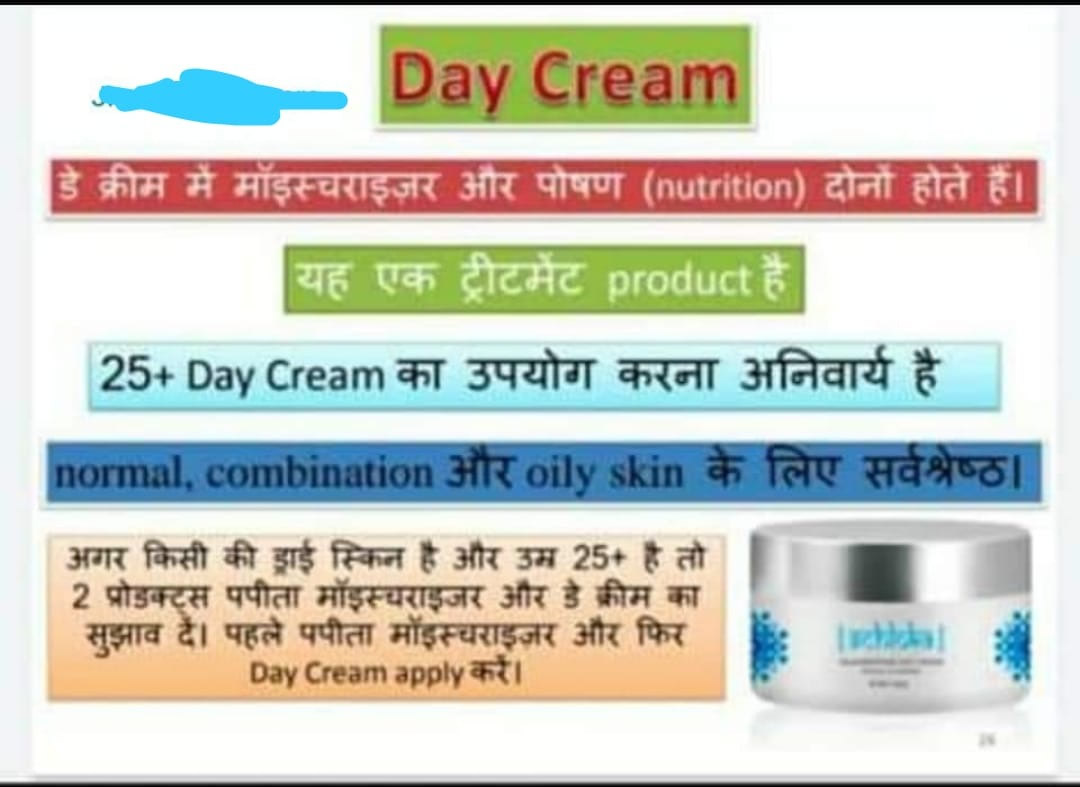 Day Cream
डे क्रीम में मॉइस्चराइज़र और पोषण (nutrition) दोनों होते हैं।
यह एक ट्रीटमेंट product है
25+ Day Cream का उपयोग करना अनिवार्य है
normal, combination और oily skin के लिए सर्वश्रेष्ठ।
अगर किसी की ड्राई स्किन है और उम्र 25+ है तो
2 प्रोडक्ट्स पपीता मॉइस्चराइजर और डे क्रीम का
सुझाव दें। पहले पपीता मॉइस्चराइजर और फिर
Day Cream apply करें।